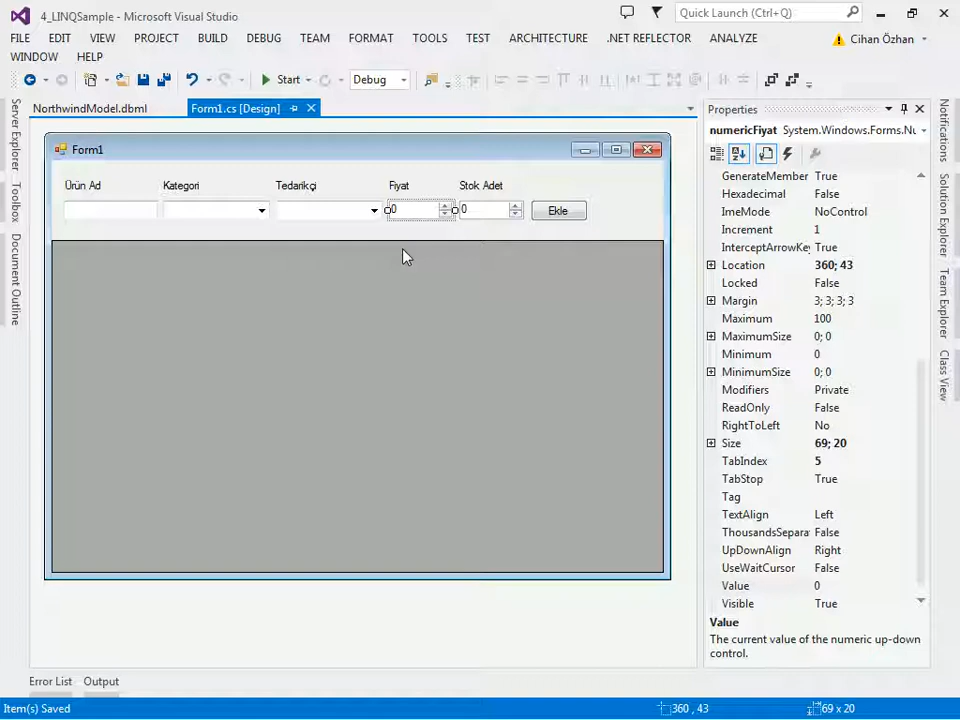 4_LINQSample - Microsoft Visual Studio
Quick Launch (Ctrl+Q)
FILE EDIT VIEW PROJECT BUILD DEBUG TEAM FORMAT TOOLS TEST ARCHITECTURE .NET REFLECTOR ANALYZE
Cihan Özhan
WINDOW HELP
Start
Debug
Server Explorer
Toolbox
Document Outline
NorthwindModel.dbml
Form1.cs [Design]
Form1
Ürün Ad
Kategori
Tedarikçi
Fiyat
Stok Adet
0
0
Ekle
Properties
numericFiyat System.Windows.Forms.Nu
GenerateMember True
Hexadecimal False
ImeMode NoControl
Increment 1
InterceptArrowKey True
Location 360; 43
Locked False
Margin 3; 3; 3; 3
Maximum 100
MaximumSize 0; 0
Minimum 0
MinimumSize 0; 0
Modifiers Private
ReadOnly False
RightToLeft No
Size 69; 20
TabIndex 5
TabStop True
Tag
TextAlign Left
ThousandsSeparat False
UpDownAlign Right
UseWaitCursor False
Value 0
Visible True
Value
The current value of the numeric up-down
control.
Notifications
Solution Explorer
Team Explorer
Class View
Error List Output
Item(s) Saved
360 , 43
69 x 20